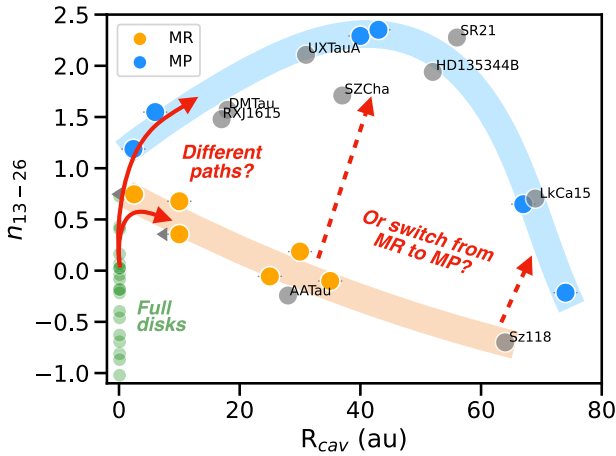 2.5
2.0
1.5
1.0
0.5
0.0
−0.5
−1.0
n13−26
MR
MP
UXTauA
SR21
HD135344B
SZCha
DMTau
RXJ1615
Different
paths?
LkCa15
Or switch from
MR to MP?
AATau
Full
disks
Sz118
0
20
40
60
80
Rcav (au)